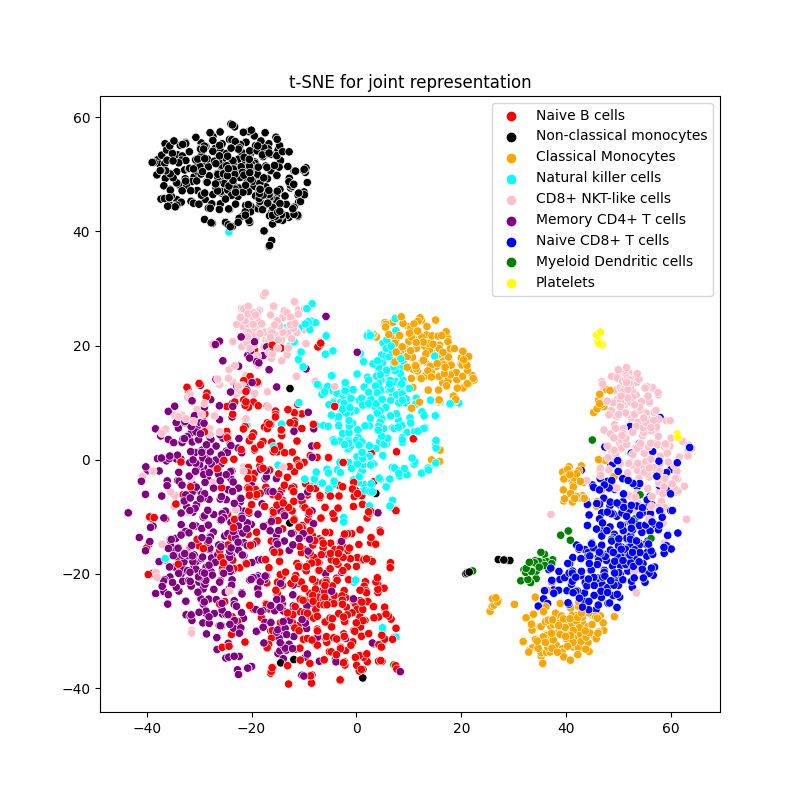 t-SNE for joint representation
Naive B cells
Non-classical monocytes
Classical Monocytes
Natural killer cells
CD8+ NKT-like cells
Memory CD4+ T cells
Naive CD8+ T cells
Myeloid Dendritic cells
Platelets
60
40
20
0
−20
−40
−40 −20 0 20 40 60